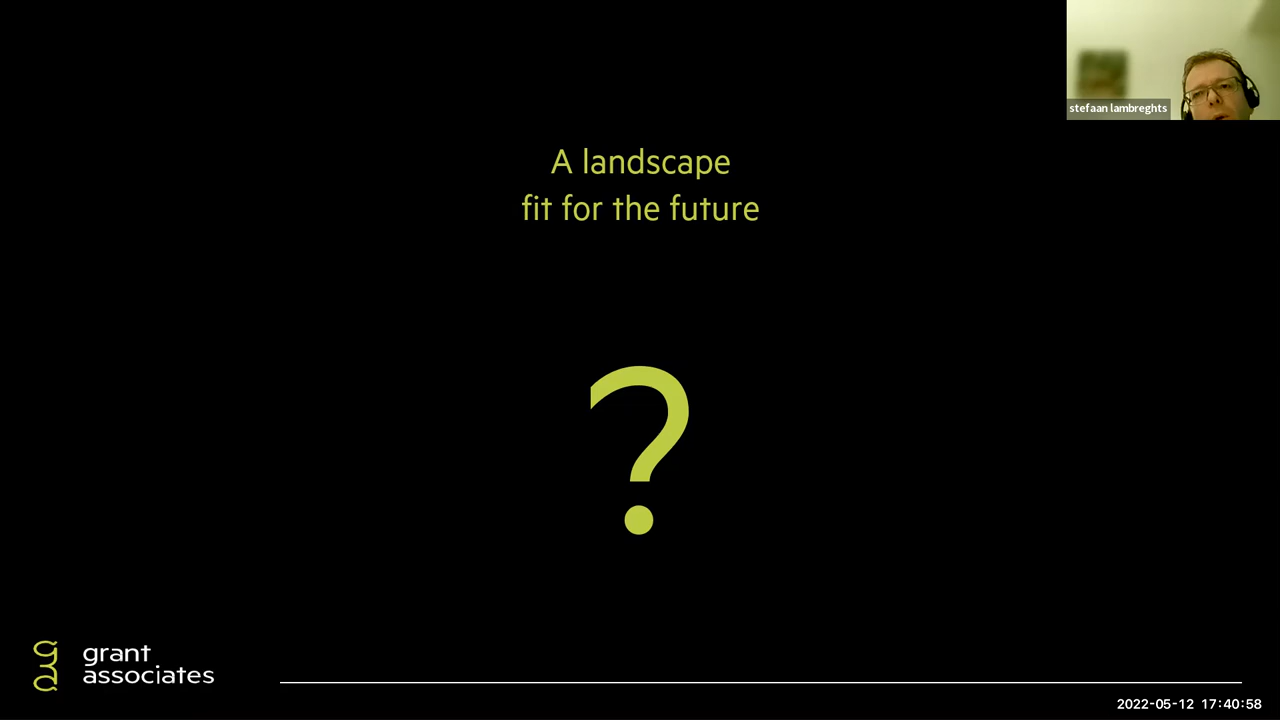 stefaan lambreghts
A landscape
fit for the future
?
grant
associates
2022-05-12 17:40:58